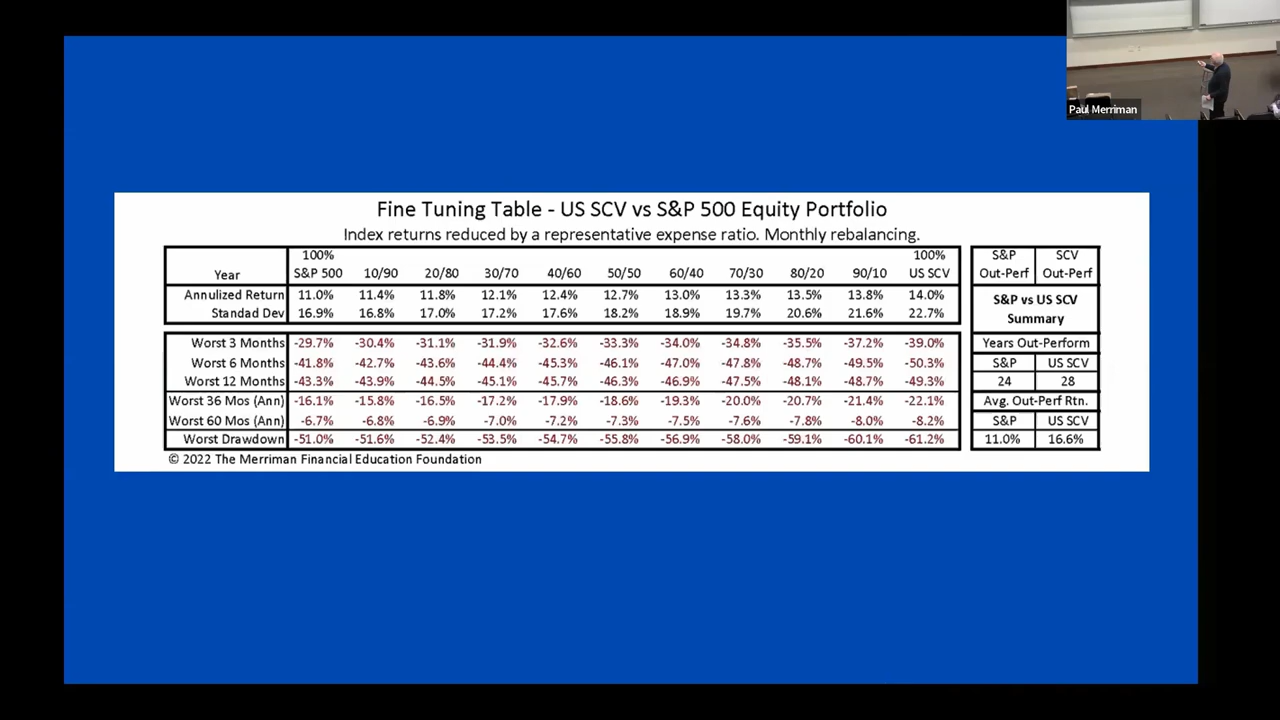 Paul Merriman
Fine Tuning Table - US SCV vs S&P 500 Equity Portfolio
Index returns reduced by a representative expense ratio. Monthly rebalancing.
Year 100% S&P 500 10/90 20/80 30/70 40/60 50/50 60/40 70/30 80/20 90/10 100% US SCV
Annulized Return 11.0% 11.4% 11.8% 12.1% 12.4% 12.7% 13.0% 13.3% 13.5% 13.8% 14.0%
Standad Dev 16.9% 16.8% 17.0% 17.2% 17.6% 18.2% 18.9% 19.7% 20.6% 21.6% 22.7%
Worst 3 Months -29.7% -30.4% -31.1% -31.9% -32.6% -33.3% -34.0% -34.8% -35.5% -37.2% -39.0%
Worst 6 Months -41.8% -42.7% -43.6% -44.4% -45.3% -46.1% -47.0% -47.8% -48.7% -49.5% -50.3%
Worst 12 Months -43.3% -43.9% -44.5% -45.1% -45.7% -46.3% -46.9% -47.5% -48.1% -48.7% -49.3%
Worst 36 Mos (Ann) -16.1% -15.8% -16.5% -17.2% -17.9% -18.6% -19.3% -20.0% -20.7% -21.4% -22.1%
Worst 60 Mos (Ann) -6.7% -6.8% -6.9% -7.0% -7.2% -7.3% -7.5% -7.6% -7.8% -8.0% -8.2%
Worst Drawdown -51.0% -51.6% -52.4% -53.5% -54.7% -55.8% -56.9% -58.0% -59.1% -60.1% -61.2%
© 2022 The Merriman Financial Education Foundation
S&P SCV
Out-Perf Out-Perf
S&P vs US SCV
Summary
Years Out-Perform
S&P US SCV
24 28
Avg. Out-Perf Rtn.
S&P US SCV
11.0% 16.6%